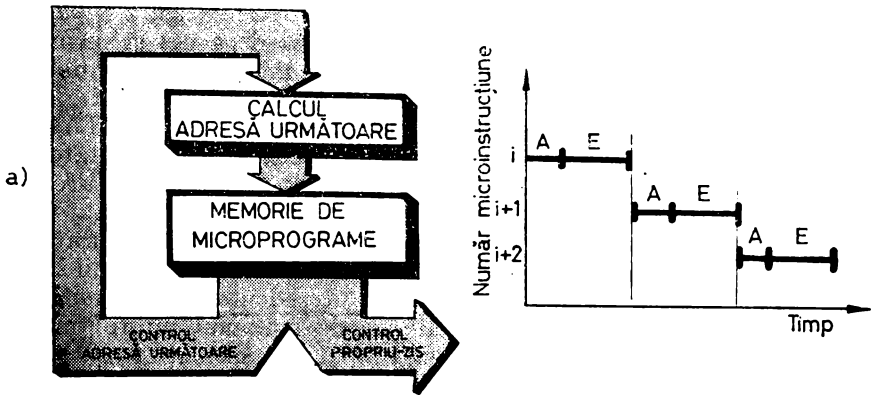 a)
CALCUL
ADRESĂ URMĂTOARE
MEMORIE DE
MICROPROGRAME
CONTROL
ADRESĂ URMĂTOARE
CONTROL
PROPRIU-ZIS
Număr microinstrucțiune
i
A E
i+1
A E
i+2
A E
Timp